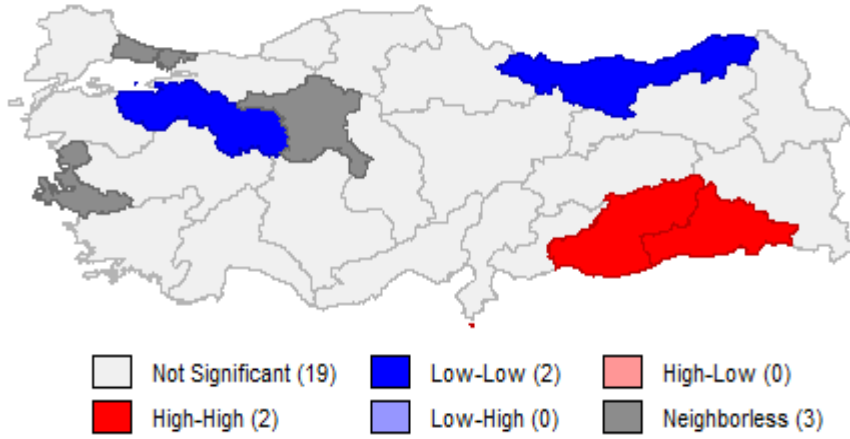 Not Significant (19) Low-Low (2) High-Low (0)
High-High (2) Low-High (0) Neighborless (3)